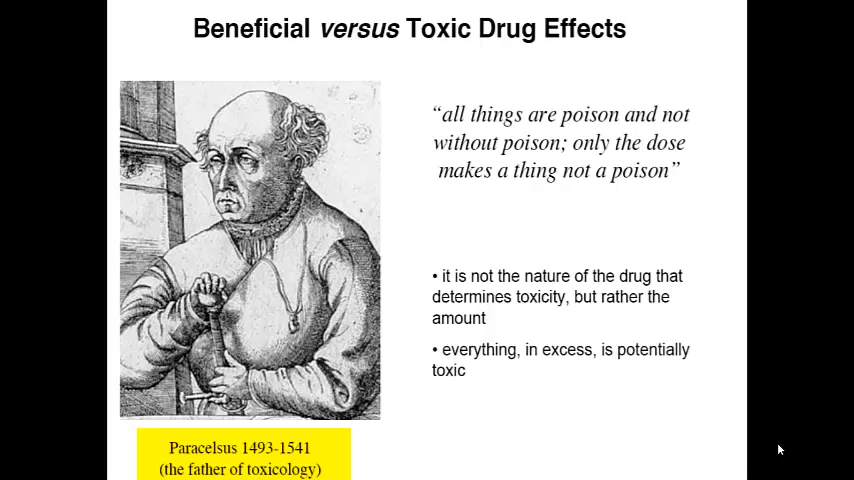 Beneficial versus Toxic Drug Effects
“all things are poison and not
without poison; only the dose
makes a thing not a poison”
• it is not the nature of the drug that
determines toxicity, but rather the
amount
• everything, in excess, is potentially
toxic
Paracelsus 1493-1541
(the father of toxicology)